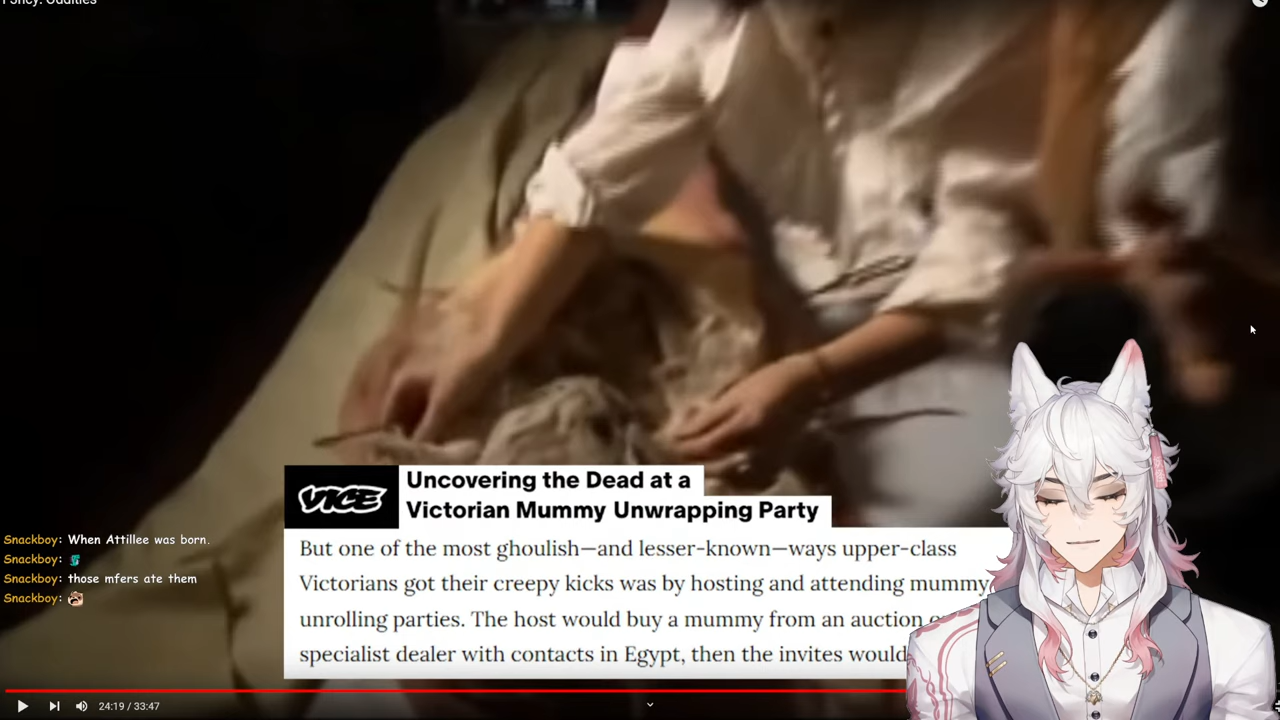 Oddities
VICE
Uncovering the Dead at a
Victorian Mummy Unwrapping Party
But one of the most ghoulish—and lesser-known—ways upper-class
Victorians got their creepy kicks was by hosting and attending mummy
unrolling parties. The host would buy a mummy from an auction
specialist dealer with contacts in Egypt, then the invites would
Snackboy: When Attillee was born.
Snackboy:
Snackboy: those mfers ate them
Snackboy:
24:19 / 33:47